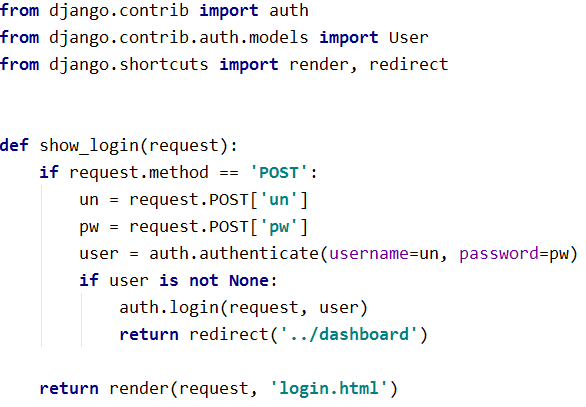 from django.contrib import auth
from django.contrib.auth.models import User
from django.shortcuts import render, redirect
def show_login(request):
    if request.method == 'POST':
        un = request.POST['un']
        pw = request.POST['pw']
        user = auth.authenticate(username=un, password=pw)
        if user is not None:
            auth.login(request, user)
            return redirect('../dashboard')
    return render(request, 'login.html')